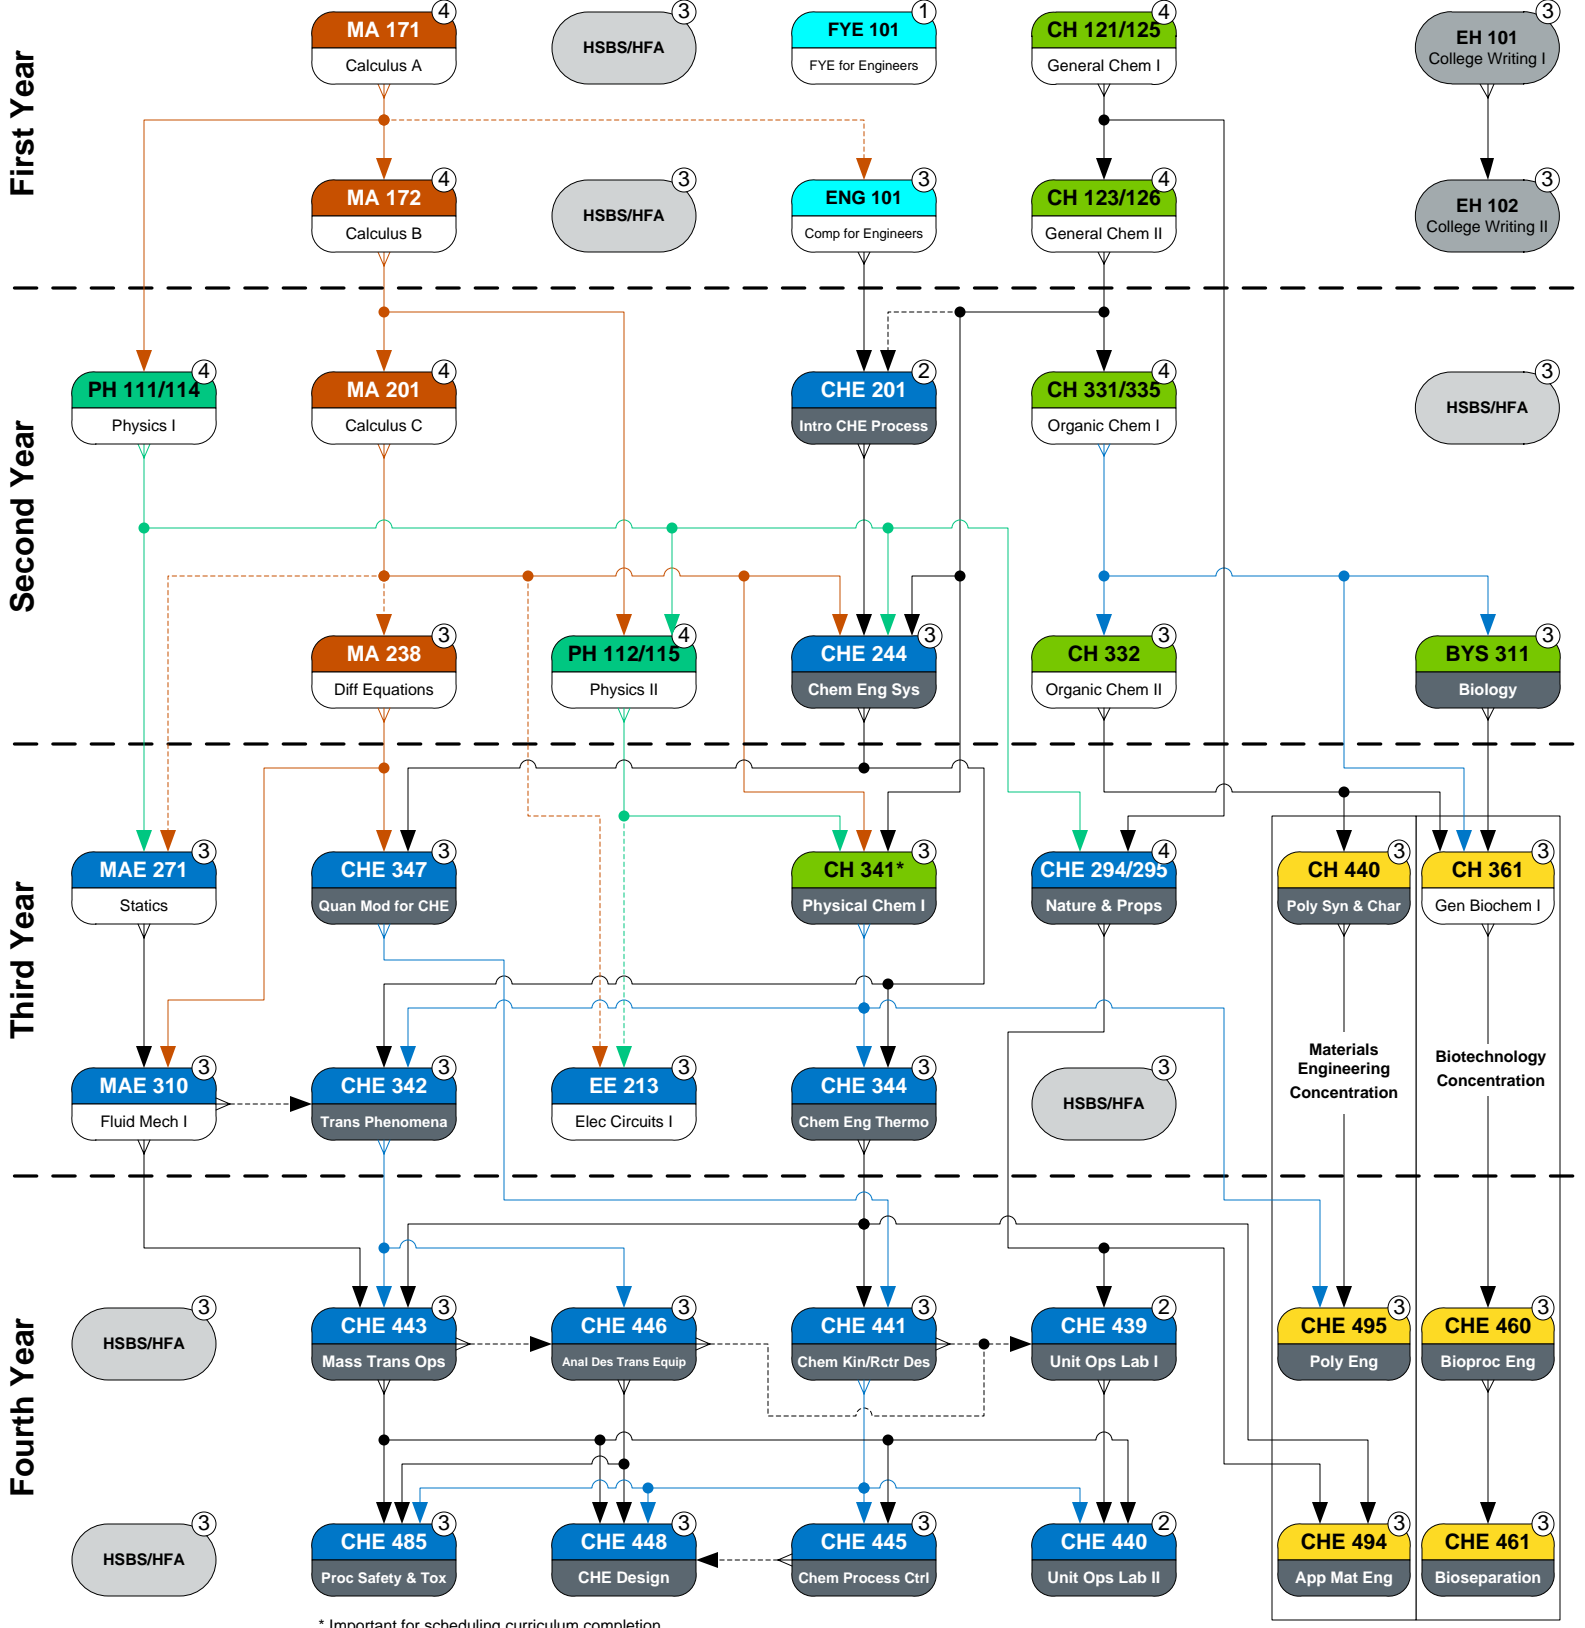 First Year
MA 171
4
Calculus A
HSBS/HFA
3
FYE 101
1
FYE for Engineers
CH 121/125
4
General Chem I
EH 101
3
College Writing I
MA 172
4
Calculus B
HSBS/HFA
3
ENG 101
3
Comp for Engineers
CH 123/126
4
General Chem II
EH 102
3
College Writing II
Second Year
PH 111/114
4
Physics I
MA 201
4
Calculus C
CHE 201
2
Intro CHE Process
CH 331/335
4
Organic Chem I
HSBS/HFA
3
MA 238
3
Diff Equations
PH 112/115
4
Physics II
CHE 244
3
Chem Eng Sys
CH 332
3
Organic Chem II
BYS 311
3
Biology
Third Year
MAE 271
3
Statics
CHE 347
3
Quan Mod for CHE
CH 341*
3
Physical Chem I
CHE 294/295
4
Nature & Props
CH 440
3
Poly Syn & Char
CH 361
3
Gen Biochem I
MAE 310
3
Fluid Mech I
CHE 342
3
Trans Phenomena
EE 213
3
Elec Circuits I
CHE 344
3
Chem Eng Thermo
HSBS/HFA
3
Materials
Engineering
Concentration
Biotechnology
Concentration
Fourth Year
HSBS/HFA
3
CHE 443
3
Mass Trans Ops
CHE 446
3
Anal Des Trans Equip
CHE 441
3
Chem Kin/Rctr Des
CHE 439
2
Unit Ops Lab I
CHE 495
3
Poly Eng
CHE 460
3
Bioproc Eng
HSBS/HFA
3
CHE 485
3
Proc Safety & Tox
CHE 448
3
CHE Design
CHE 445
3
Chem Process Ctrl
CHE 440
2
Unit Ops Lab II
CHE 494
3
App Mat Eng
CHE 461
3
Bioseparation
* Important for scheduling curriculum completion